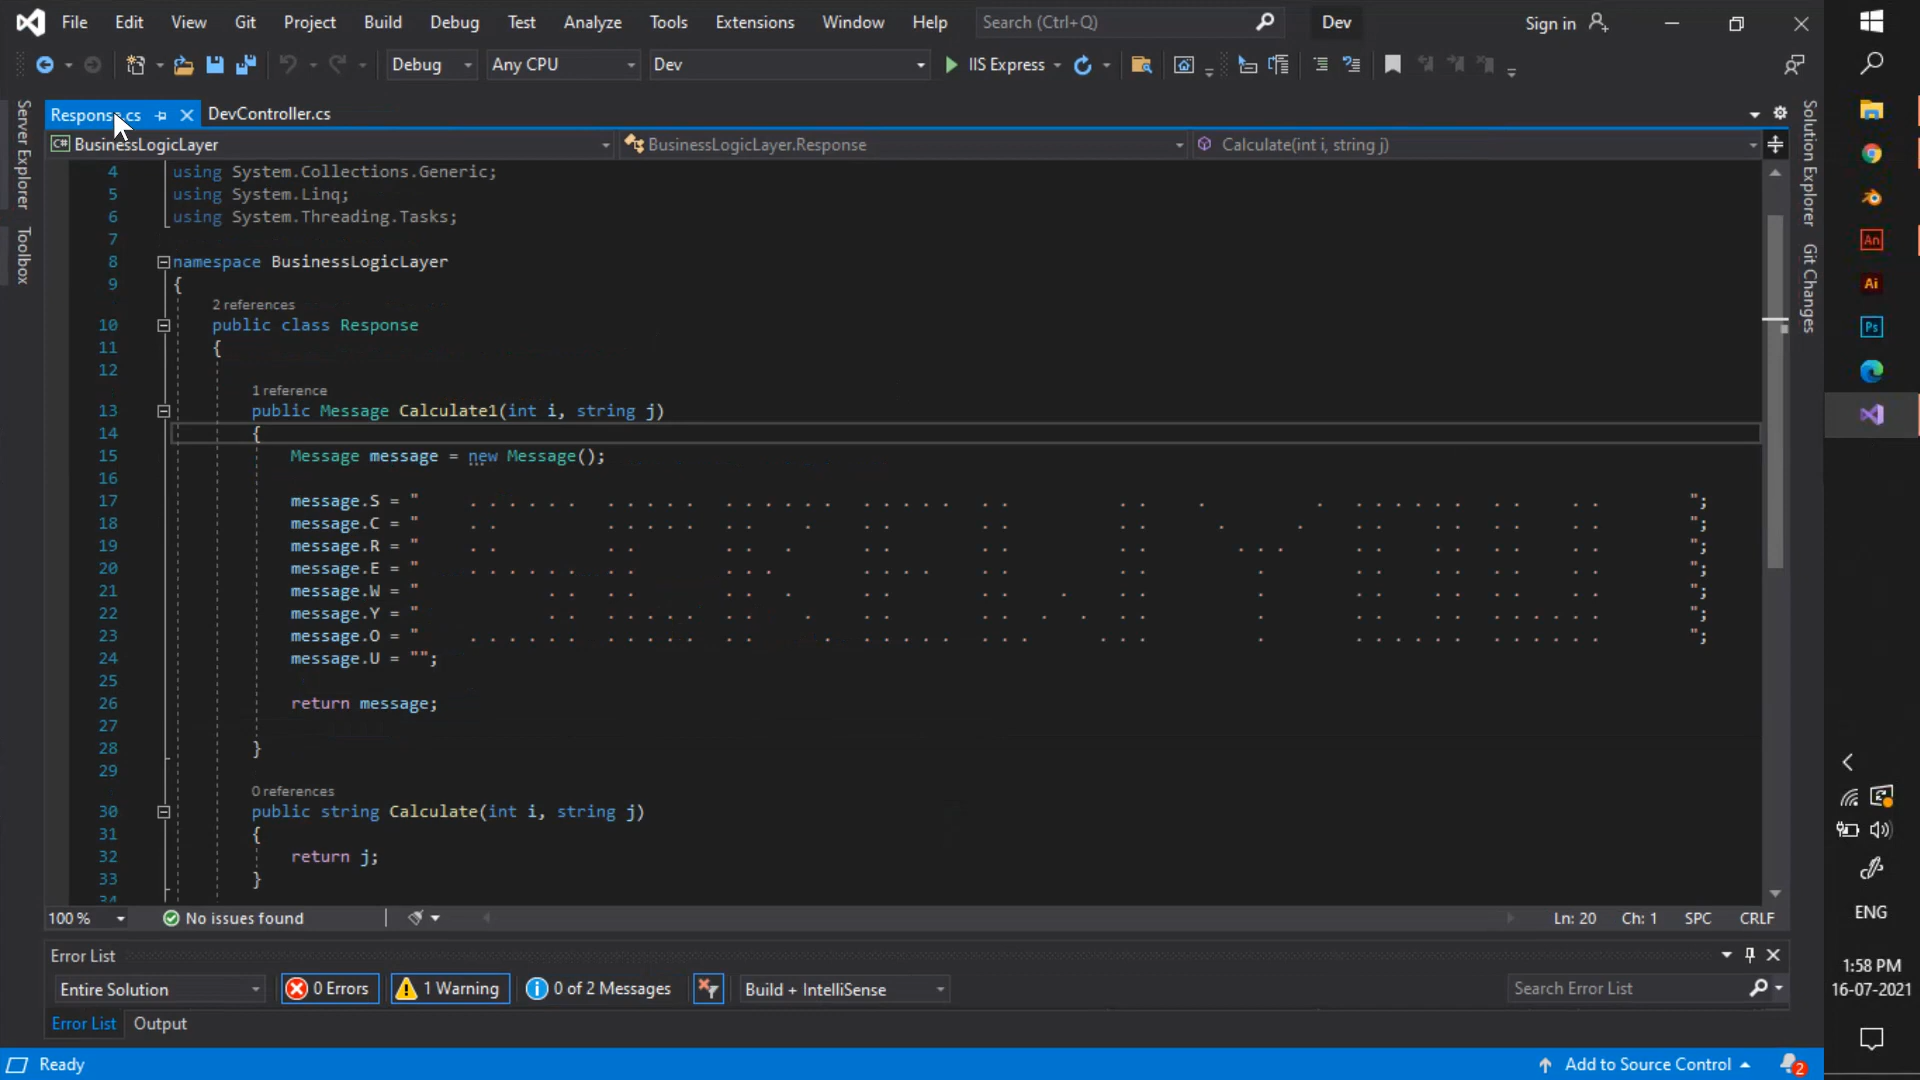 File Edit View Git Project Build Debug Test Analyze Tools Extensions Window Help Search (Ctrl+Q) Dev Sign in
Debug Any CPU Dev IIS Express
Response.cs DevController.cs
BusinessLogicLayer BusinessLogicLayer.Response Calculate(int i, string j)
Server Explorer
Toolbox
Solution Explorer
Git Changes
4 using System.Collections.Generic;
5 using System.Linq;
6 using System.Threading.Tasks;
7
8 namespace BusinessLogicLayer
9 {
2 references
10 public class Response
11 {
12
1 reference
13 public Message Calculate1(int i, string j)
14 {
15 Message message = new Message();
16
17 message.S = " . . . . . . . . . . . . . . . . . . . . . . . . . . . . . . . . . . . . . . ";
18 message.C = " . . . . . . . . . . . . . . . . . . . . . . . . ";
19 message.R = " . . . . . . . . . . . . . . . . . . . . . . . . ";
20 message.E = " . . . . . . . . . . . . . . . . . . . . . . . . . . . . . ";
21 message.W = " . . . . . . . . . . . . . . . . . . . . . ";
22 message.Y = " . . . . . . . . . . . . . . . . . . . . . . . . . . . . . ";
23 message.O = " . . . . . . . . . . . . . . . . . . . . . . . . . . . . . . . . . . . . . . . . ";
24 message.U = "";
25
26 return message;
27
28 }
29
0 references
30 public string Calculate(int i, string j)
31 {
32 return j;
33 }
34
100 % No issues found Ln: 20 Ch: 1 SPC CRLF
Error List
Entire Solution 0 Errors 1 Warning 0 of 2 Messages Build + IntelliSense Search Error List
Error List Output
Ready Add to Source Control 2
An
Ai
Ps
ENG
1:58 PM
16-07-2021